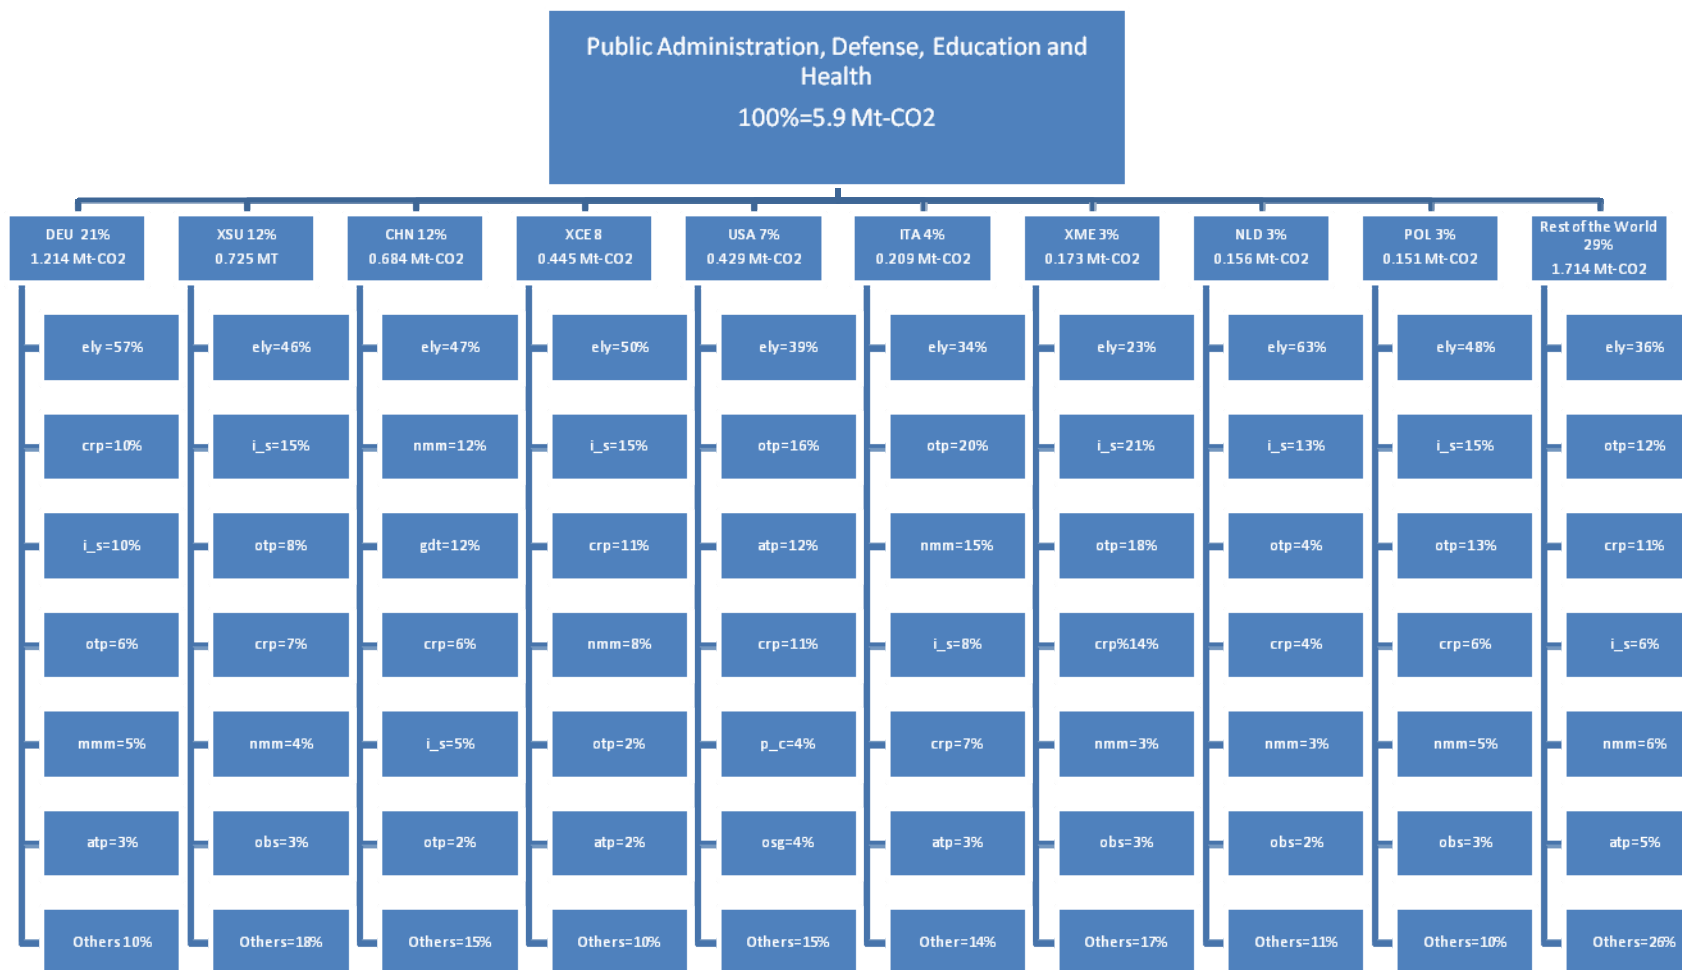 Public Administration, Defense, Education and
Health
100%=5.9 Mt-CO2
DEU 21%
1.214 Mt-CO2
XSU 12%
0.725 MT
CHN 12%
0.684 Mt-CO2
XCE 8
0.445 Mt-CO2
USA 7%
0.429 Mt-CO2
ITA 4%
0.209 Mt-CO2
XME 3%
0.173 Mt-CO2
NLD 3%
0.156 Mt-CO2
POL 3%
0.151 Mt-CO2
Rest of the World
29%
1.714 Mt-CO2
ely =57%
ely=46%
ely=47%
ely=50%
ely=39%
ely=34%
ely=23%
ely=63%
ely=48%
ely=36%
crp=10%
i_s=15%
nmm=12%
i_s=15%
otp=16%
otp=20%
i_s=21%
i_s=13%
i_s=15%
otp=12%
i_s=10%
otp=8%
gdt=12%
crp=11%
atp=12%
nmm=15%
otp=18%
otp=4%
otp=13%
crp=11%
otp=6%
crp=7%
crp=6%
nmm=8%
crp=11%
i_s=8%
crp%14%
crp=4%
crp=6%
i_s=6%
mmm=5%
nmm=4%
i_s=5%
otp=2%
p_c=4%
crp=7%
nmm=3%
nmm=3%
nmm=5%
nmm=6%
atp=3%
obs=3%
otp=2%
atp=2%
osg=4%
atp=3%
obs=3%
obs=2%
obs=3%
atp=5%
Others 10%
Others=18%
Others=15%
Others=10%
Others=15%
Other=14%
Others=17%
Others=11%
Others=10%
Others=26%